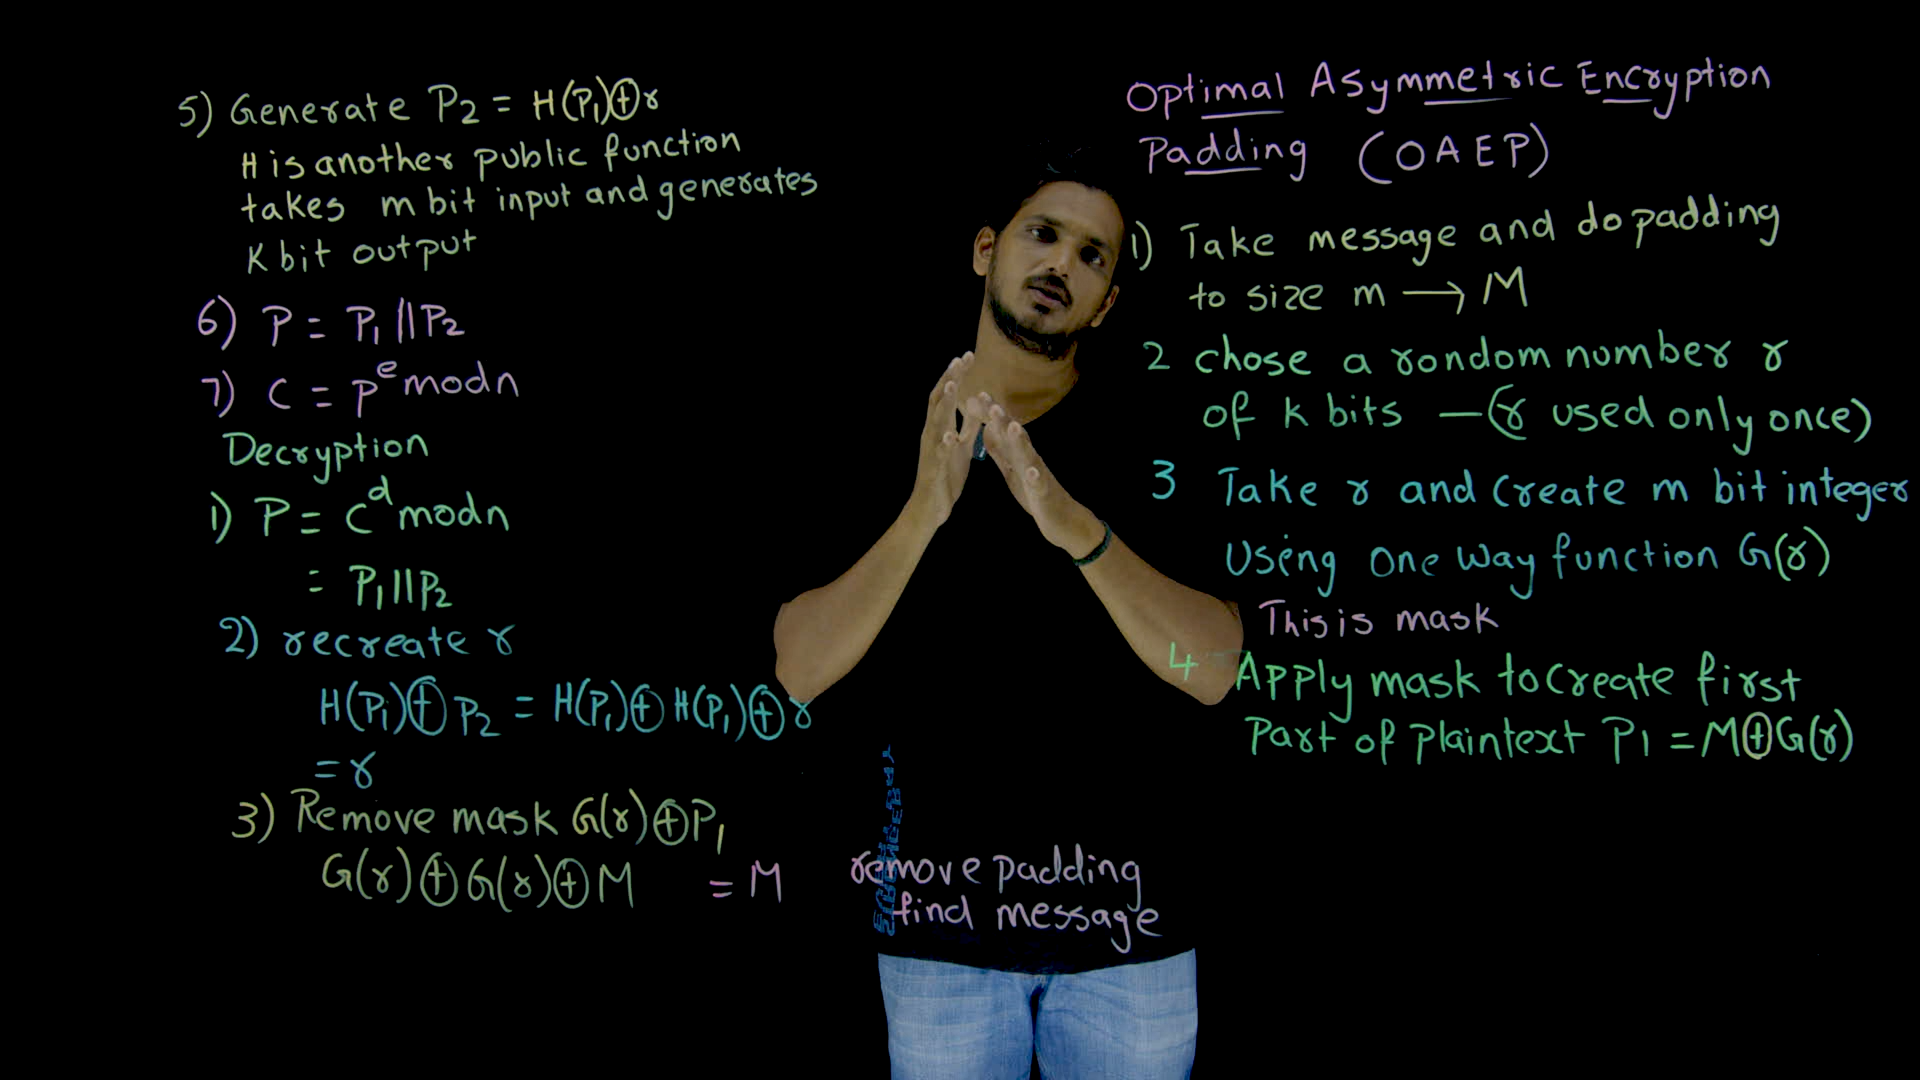 Optimal Asymmetric Encryption
Padding (OAEP)
1) Take message and do padding
to size m ⟶ M
2 chose a rondom number r
of k bits — (r used only once)
3 Take r and Create m bit integer
Using One Way function G(r)
This is mask
4 Apply mask to create first
Part of plaintext P1 = M⊕G(r)
5) Generate P2 = H(P1)⊕r
H is another public function
takes m bit input and generates
K bit output
6) P = P1 || P2
7) C = P^e mod n
Decryption
1) P = C^d mod n
= P1 || P2
2) recreate r
H(P1)⊕P2 = H(P1)⊕H(P1)⊕r
= r
3) Remove mask G(r)⊕P1
G(r)⊕G(r)⊕M = M
remove padding
find message